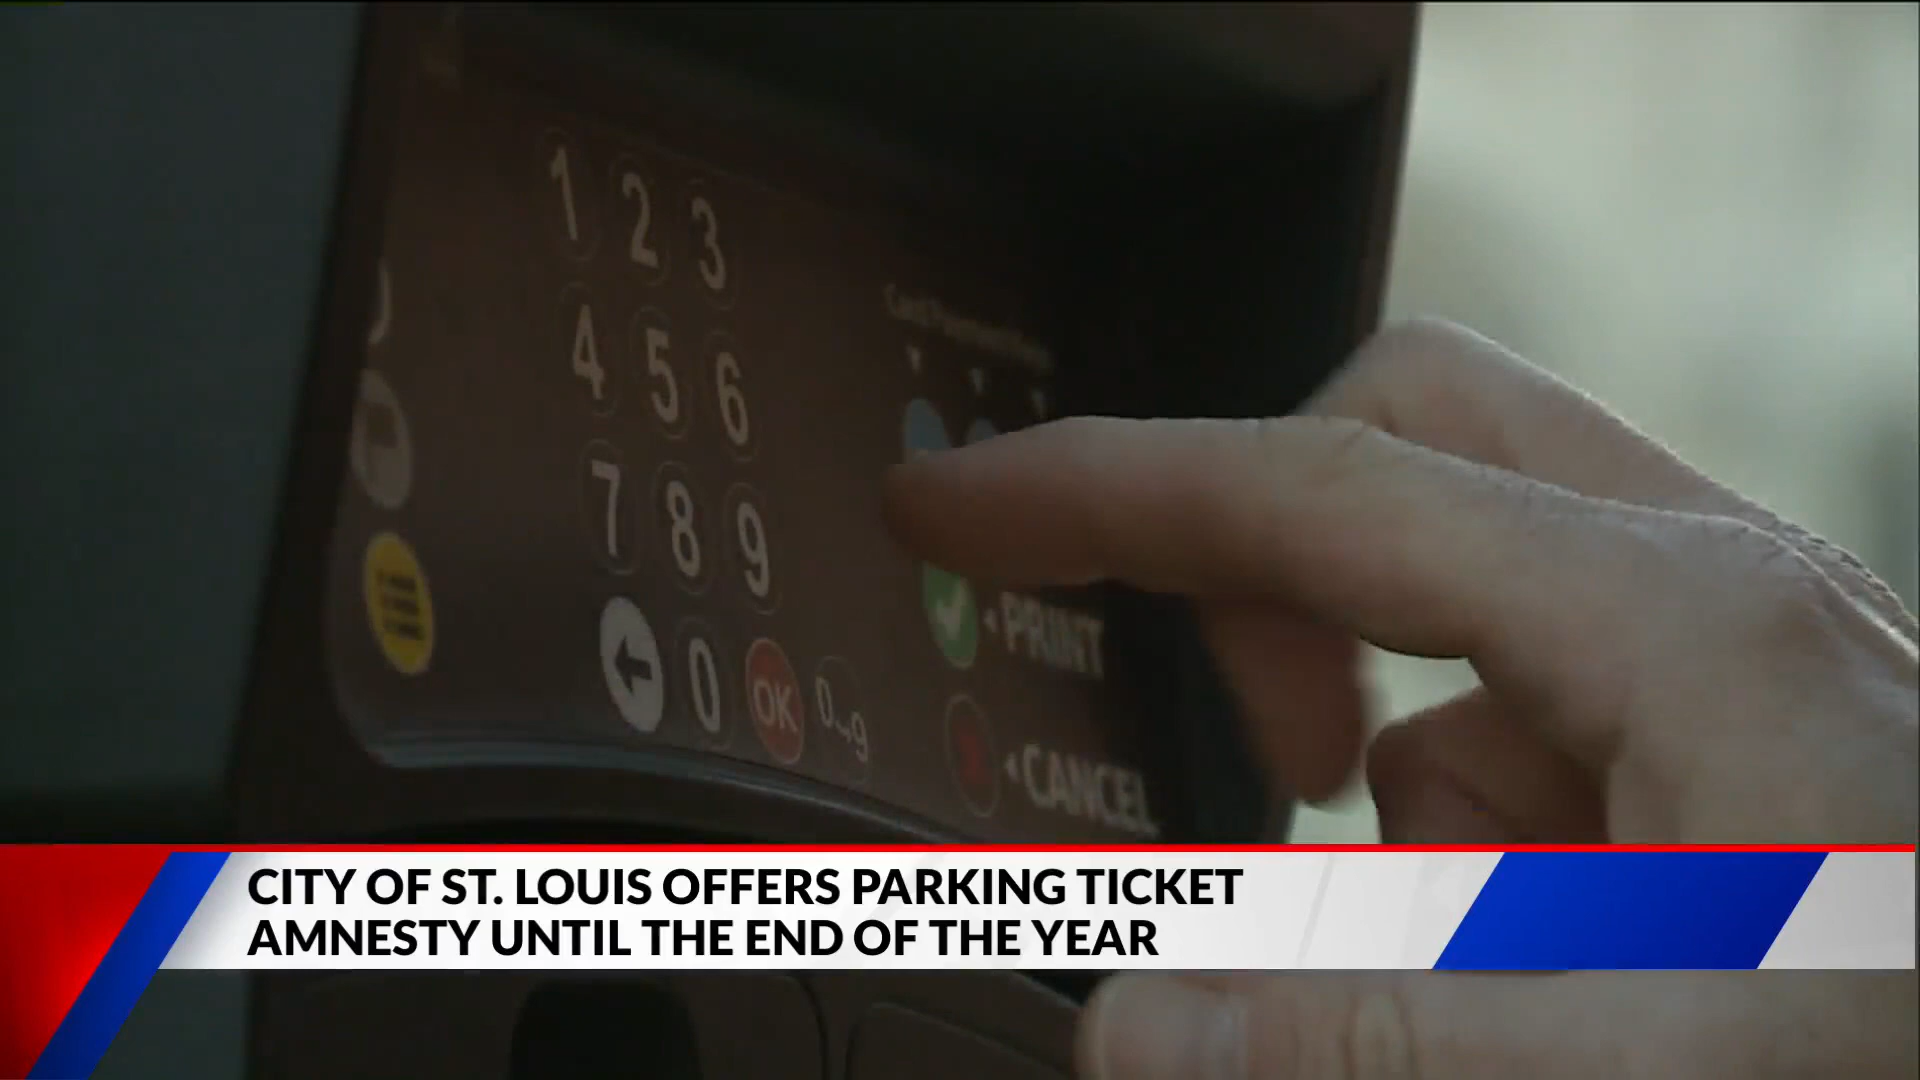 1 2 3
4 5 6
7 8 9
0 OK 0...9
PRINT
CANCEL
CITY OF ST. LOUIS OFFERS PARKING TICKET
AMNESTY UNTIL THE END OF THE YEAR